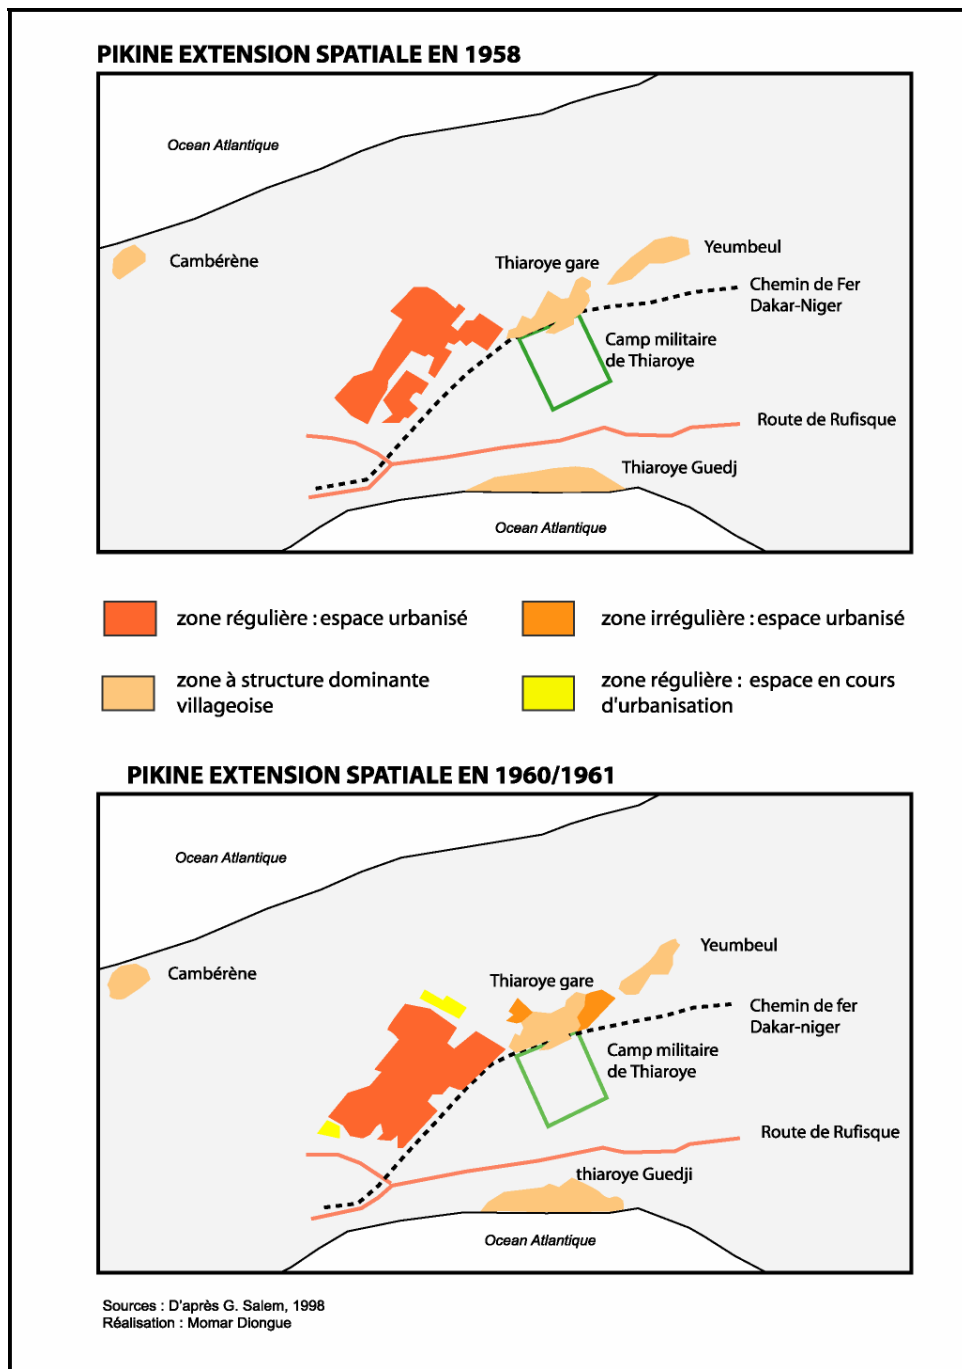 PIKINE EXTENSION SPATIALE EN 1958
Ocean Atlantique
Cambérène
Yeumbeul
Thiaroye gare
Chemin de Fer
Dakar-Niger
Camp militaire
de Thiaroye
Route de Rufisque
Thiaroye Guedj
Ocean Atlantique
zone régulière : espace urbanisé
zone irrégulière : espace urbanisé
zone à structure dominante
villageoise
zone régulière : espace en cours
d'urbanisation
PIKINE EXTENSION SPATIALE EN 1960/1961
Ocean Atlantique
Yeumbeul
Cambérène
Thiaroye gare
Chemin de fer
Dakar-niger
Camp militaire
de Thiaroye
Route de Rufisque
thiaroye Guedji
Ocean Atlantique
Sources : D'après G. Salem, 1998
Réalisation : Momar Diongue